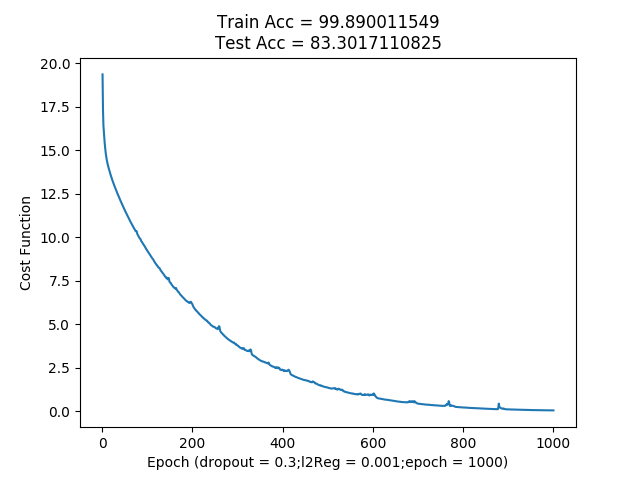 Train Acc = 99.890011549
Test Acc = 83.3017110825
20.0
17.5
15.0
12.5
10.0
7.5
5.0
2.5
0.0
Cost Function
0 200 400 600 800 1000
Epoch (dropout = 0.3;l2Reg = 0.001;epoch = 1000)